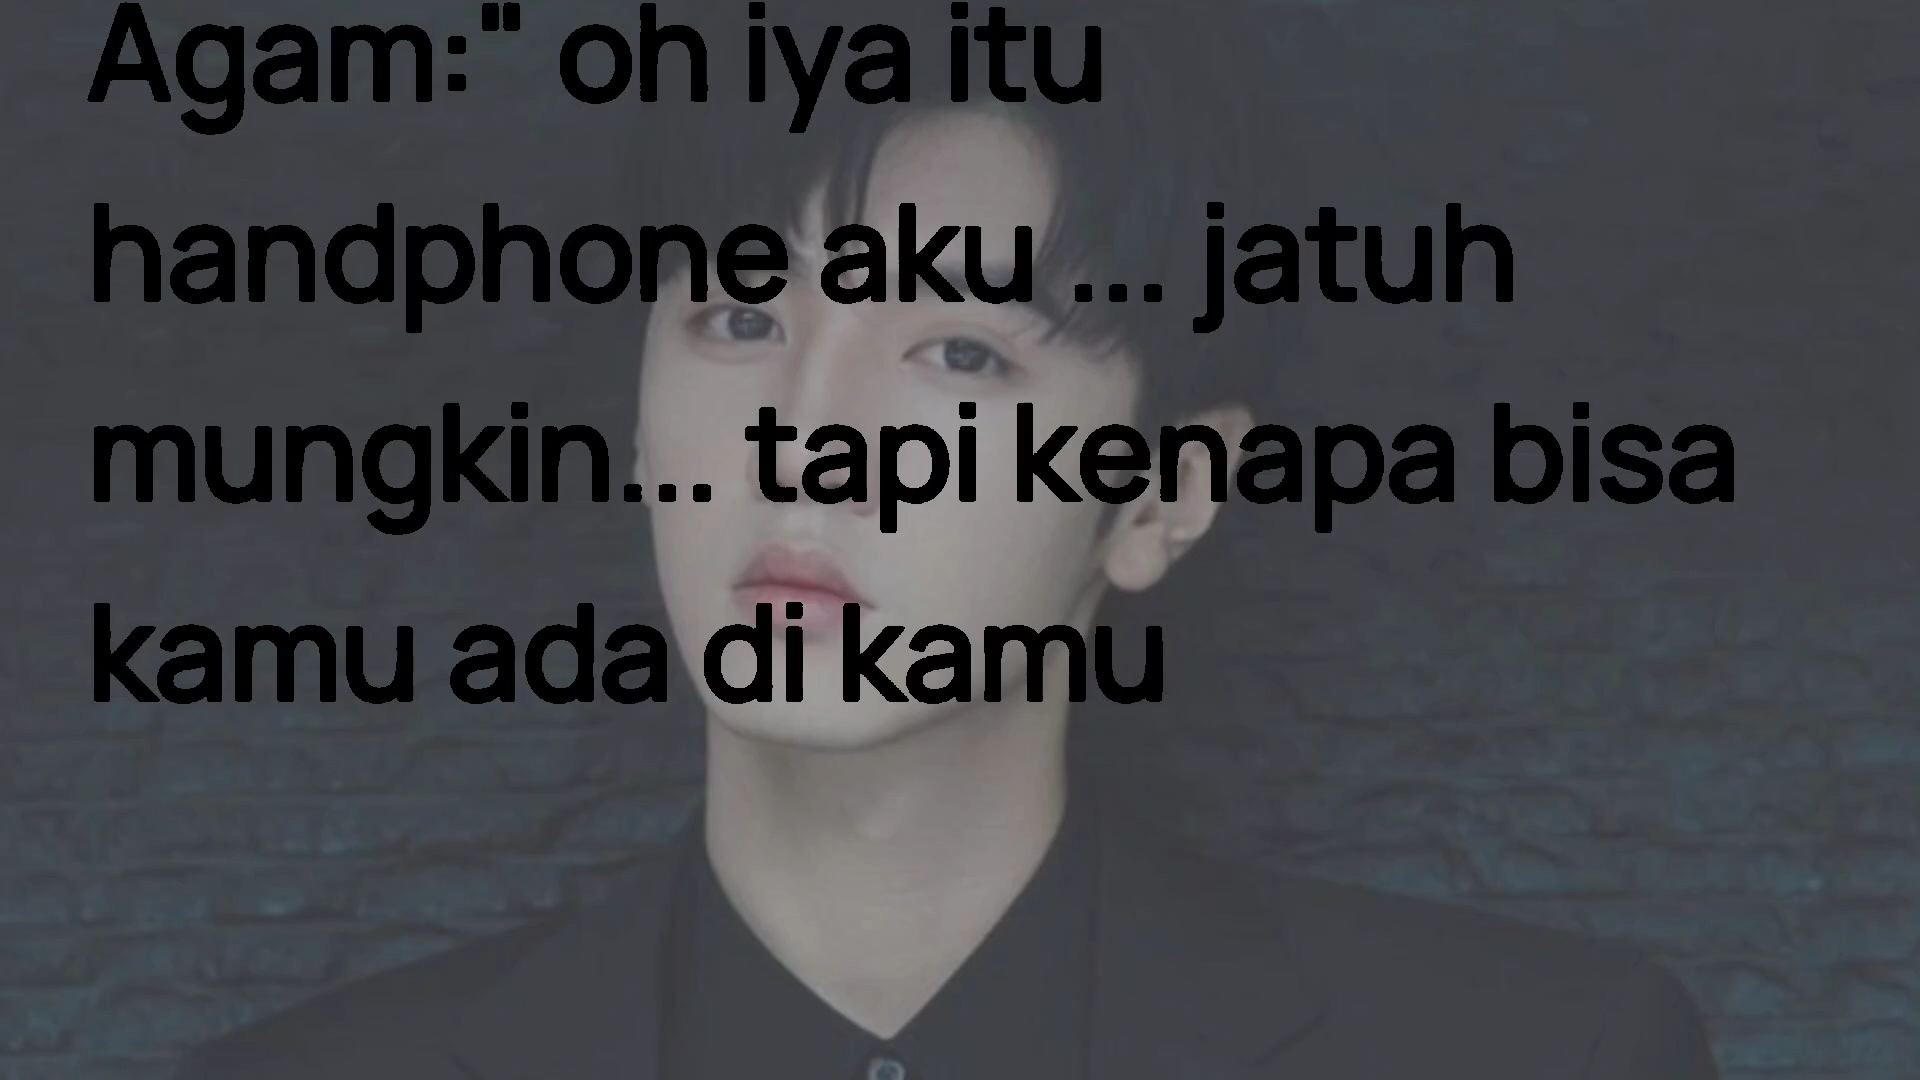 Agam:" oh iya itu
handphone aku ... jatuh
mungkin... tapi kenapa bisa
kamu ada di kamu